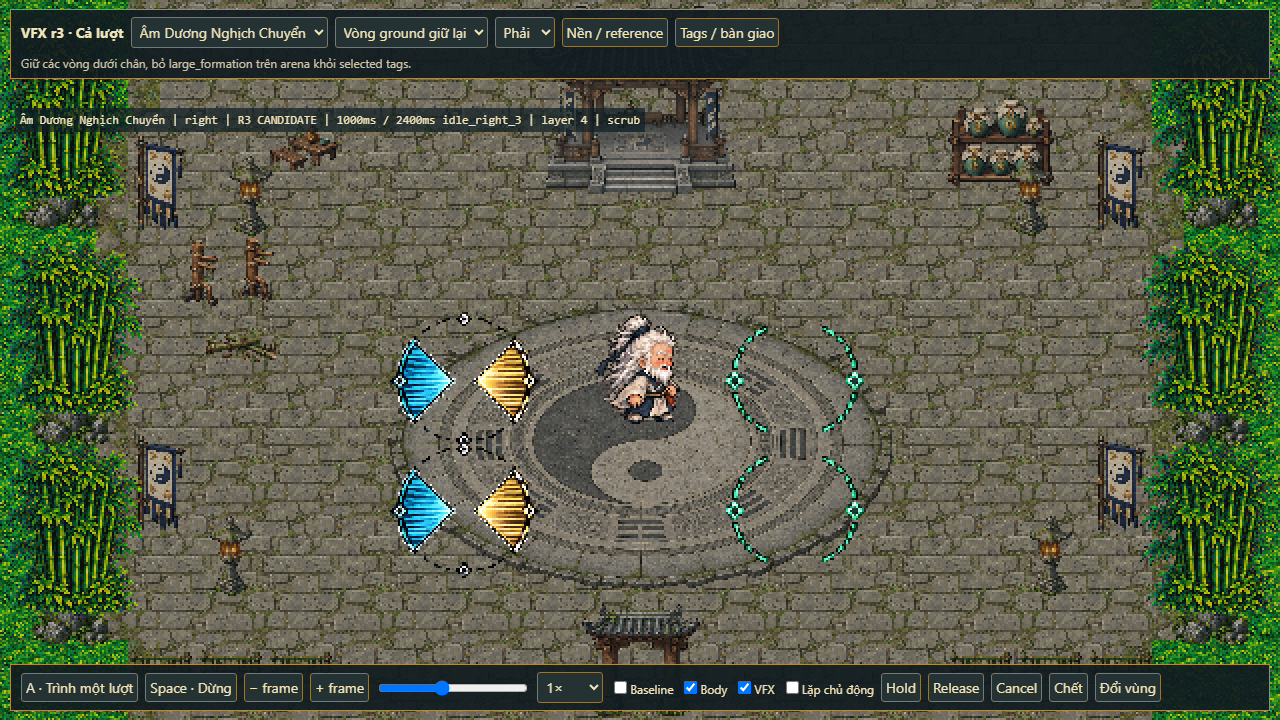 VFX r3 · Cả lượt Âm Dương Nghịch Chuyển Vòng ground giữ lại Phải Nền / reference Tags / bàn giao
Giữ các vòng dưới chân, bỏ large_formation trên arena khỏi selected tags.
Âm Dương Nghịch Chuyển | right | R3 CANDIDATE | 1000ms / 2400ms idle_right_3 | layer 4 | scrub
A · Trình một lượt Space · Dừng − frame + frame 1× Baseline Body VFX Lặp chủ động Hold Release Cancel Chết Đổi vùng